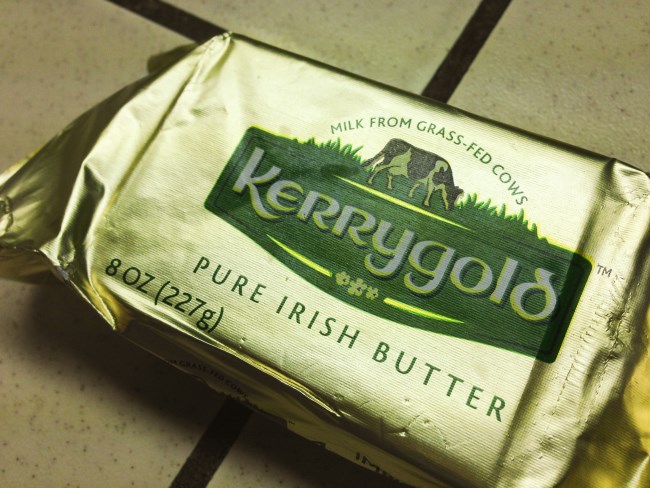 MILK FROM GRASS-FED COWS
KERRYgOLD
TM
PURE IRISH BUTTER
8 OZ (227g)